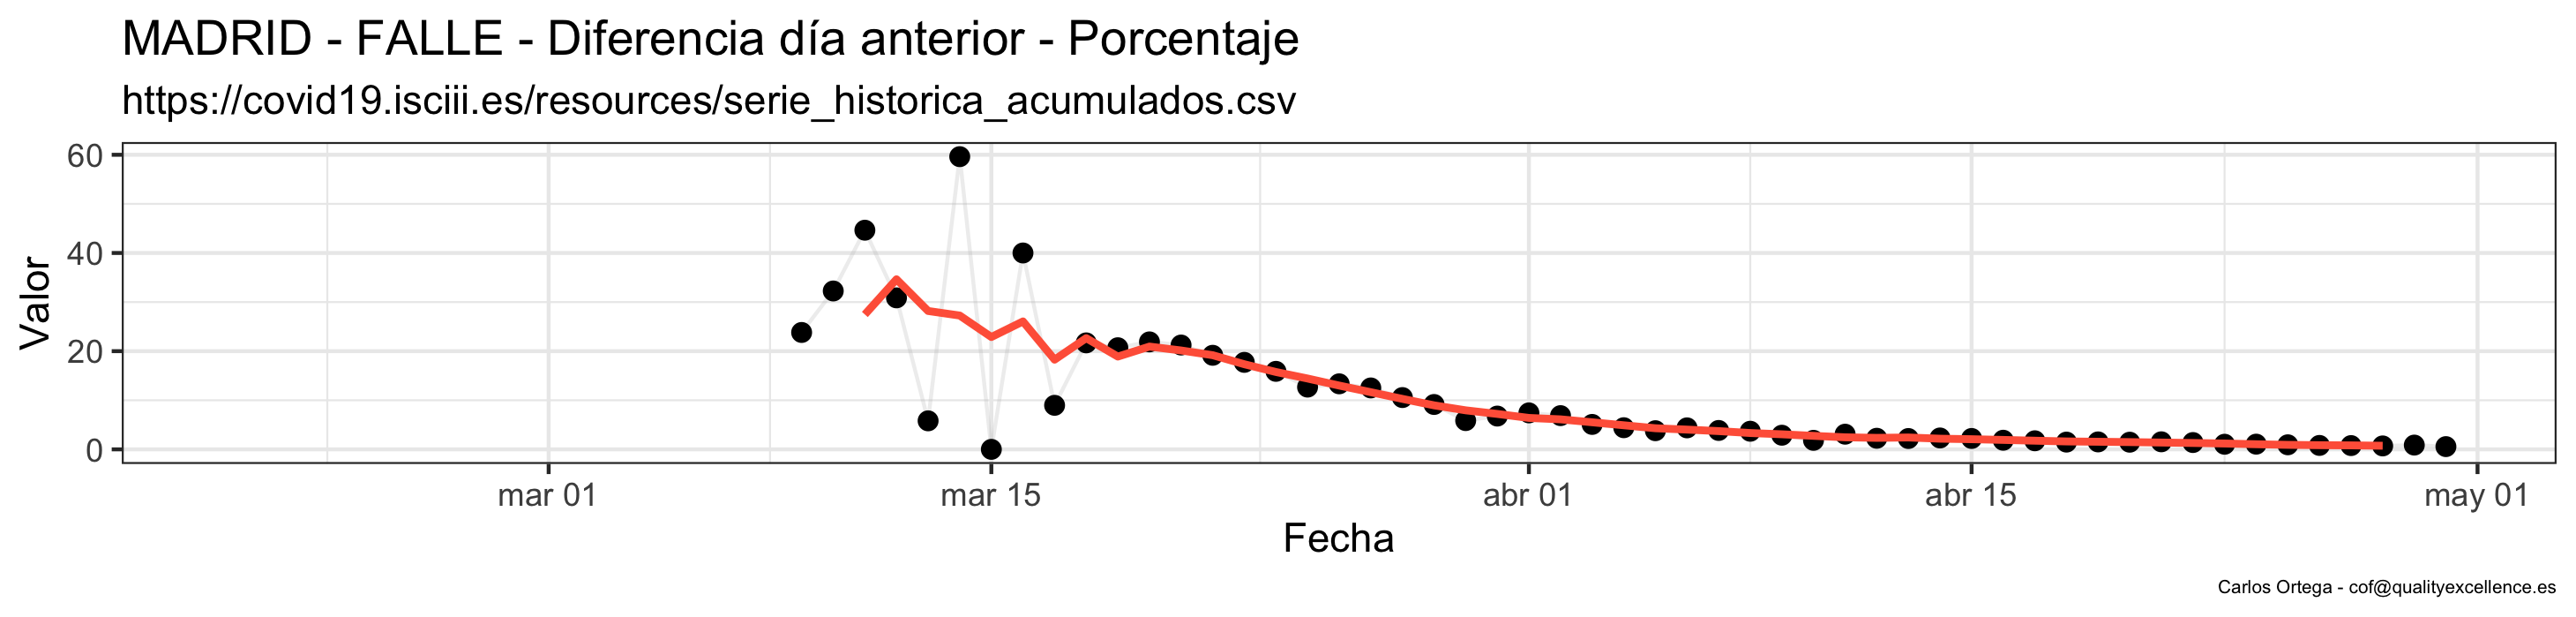 MADRID - FALLE - Diferencia día anterior - Porcentaje
https://covid19.isciii.es/resources/serie_historica_acumulados.csv
60
40
20
0
Valor
mar 01
mar 15
abr 01
abr 15
may 01
Fecha
Carlos Ortega - cof@qualityexcellence.es